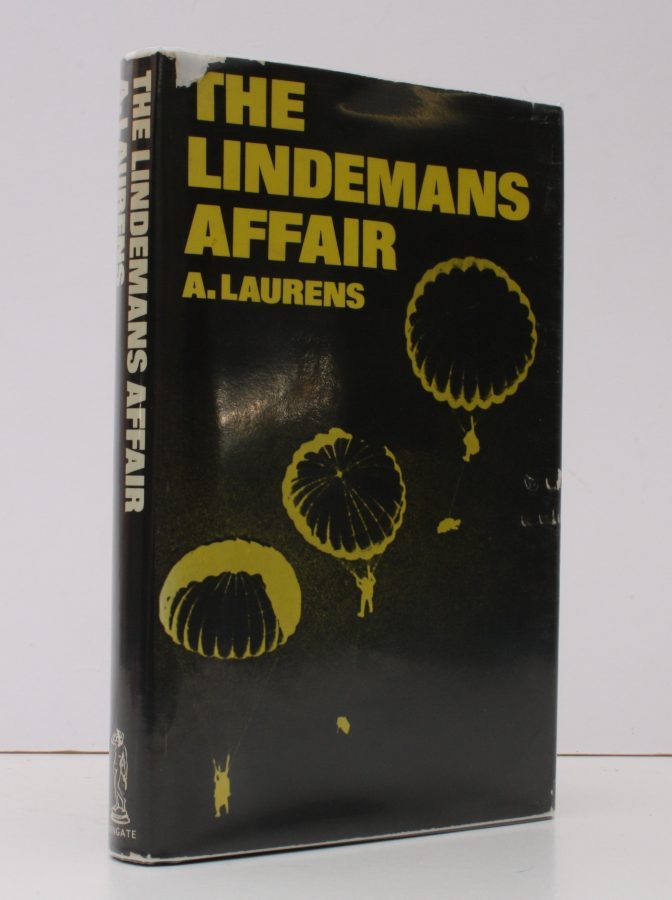 THE
LINDEMANS
AFFAIR
A. LAURENS
THE LINDEMANS AFFAIR
A. LAURENS